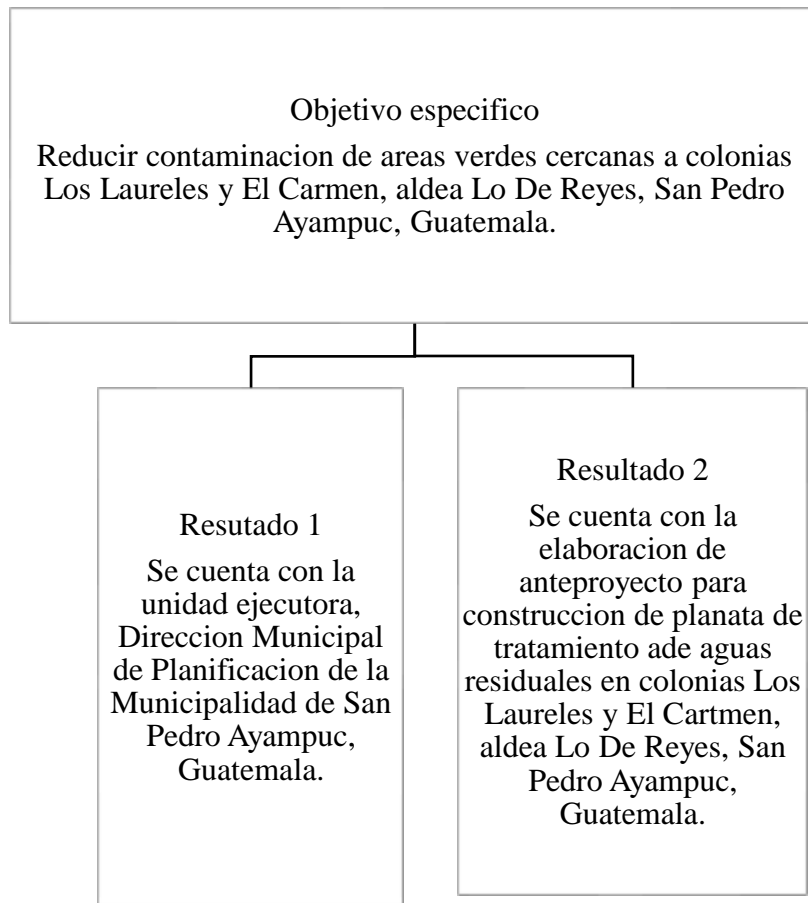 Objetivo especifico
Reducir contaminacion de areas verdes cercanas a colonias
Los Laureles y El Carmen, aldea Lo De Reyes, San Pedro
Ayampuc, Guatemala.
Resutado 1
Se cuenta con la
unidad ejecutora,
Direccion Municipal
de Planificacion de la
Municipalidad de San
Pedro Ayampuc,
Guatemala.
Resultado 2
Se cuenta con la
elaboracion de
anteproyecto para
construccion de planata de
tratamiento ade aguas
residuales en colonias Los
Laureles y El Cartmen,
aldea Lo De Reyes, San
Pedro Ayampuc,
Guatemala.